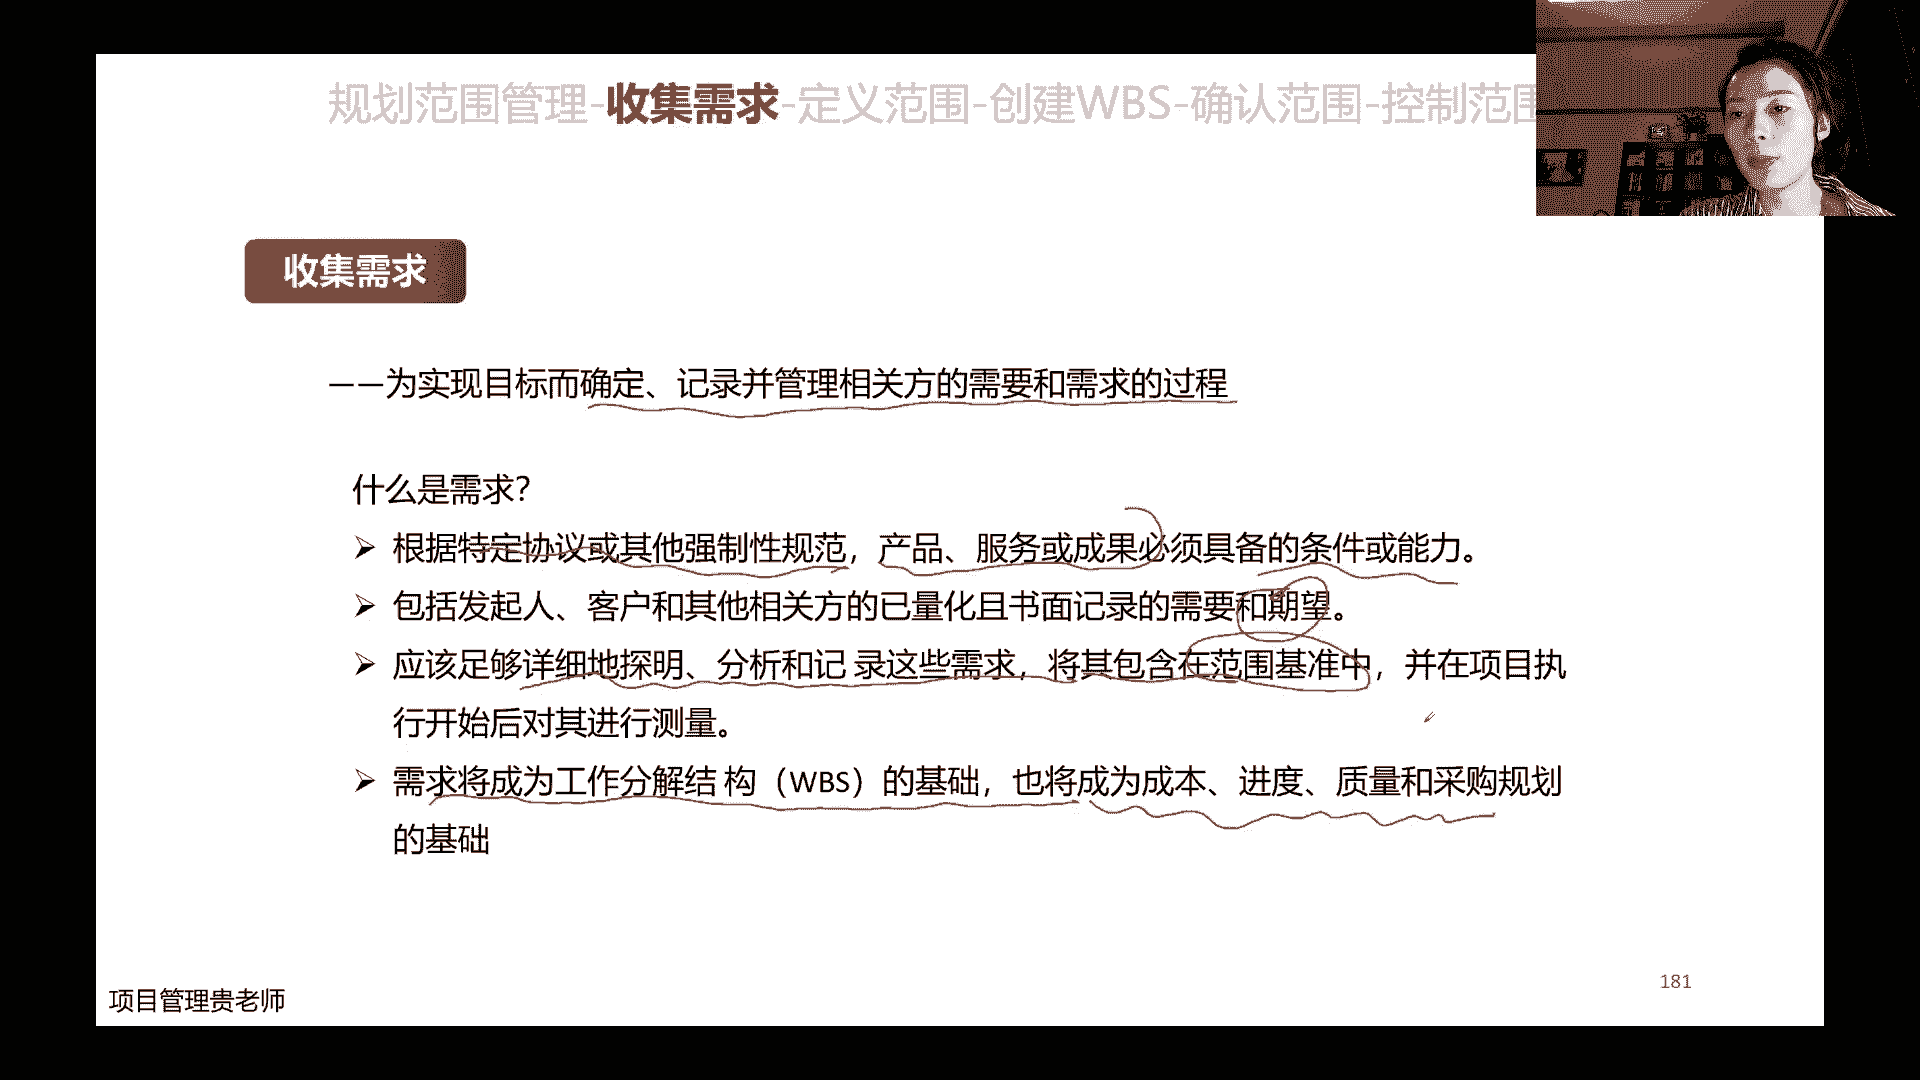 规划范围管理-收集需求-定义范围-创建WBS-确认范围-控制范围
收集需求
——为实现目标而确定、记录并管理相关方的需要和需求的过程
什么是需求？
➢ 根据特定协议或其他强制性规范，产品、服务或成果必须具备的条件或能力。
➢ 包括发起人、客户和其他相关方的已量化且书面记录的需要和期望。
➢ 应该足够详细地探明、分析和记 录这些需求，将其包含在范围基准中，并在项目执
行开始后对其进行测量。
➢ 需求将成为工作分解结 构（WBS）的基础，也将成为成本、进度、质量和采购规划
的基础
181
项目管理贵老师